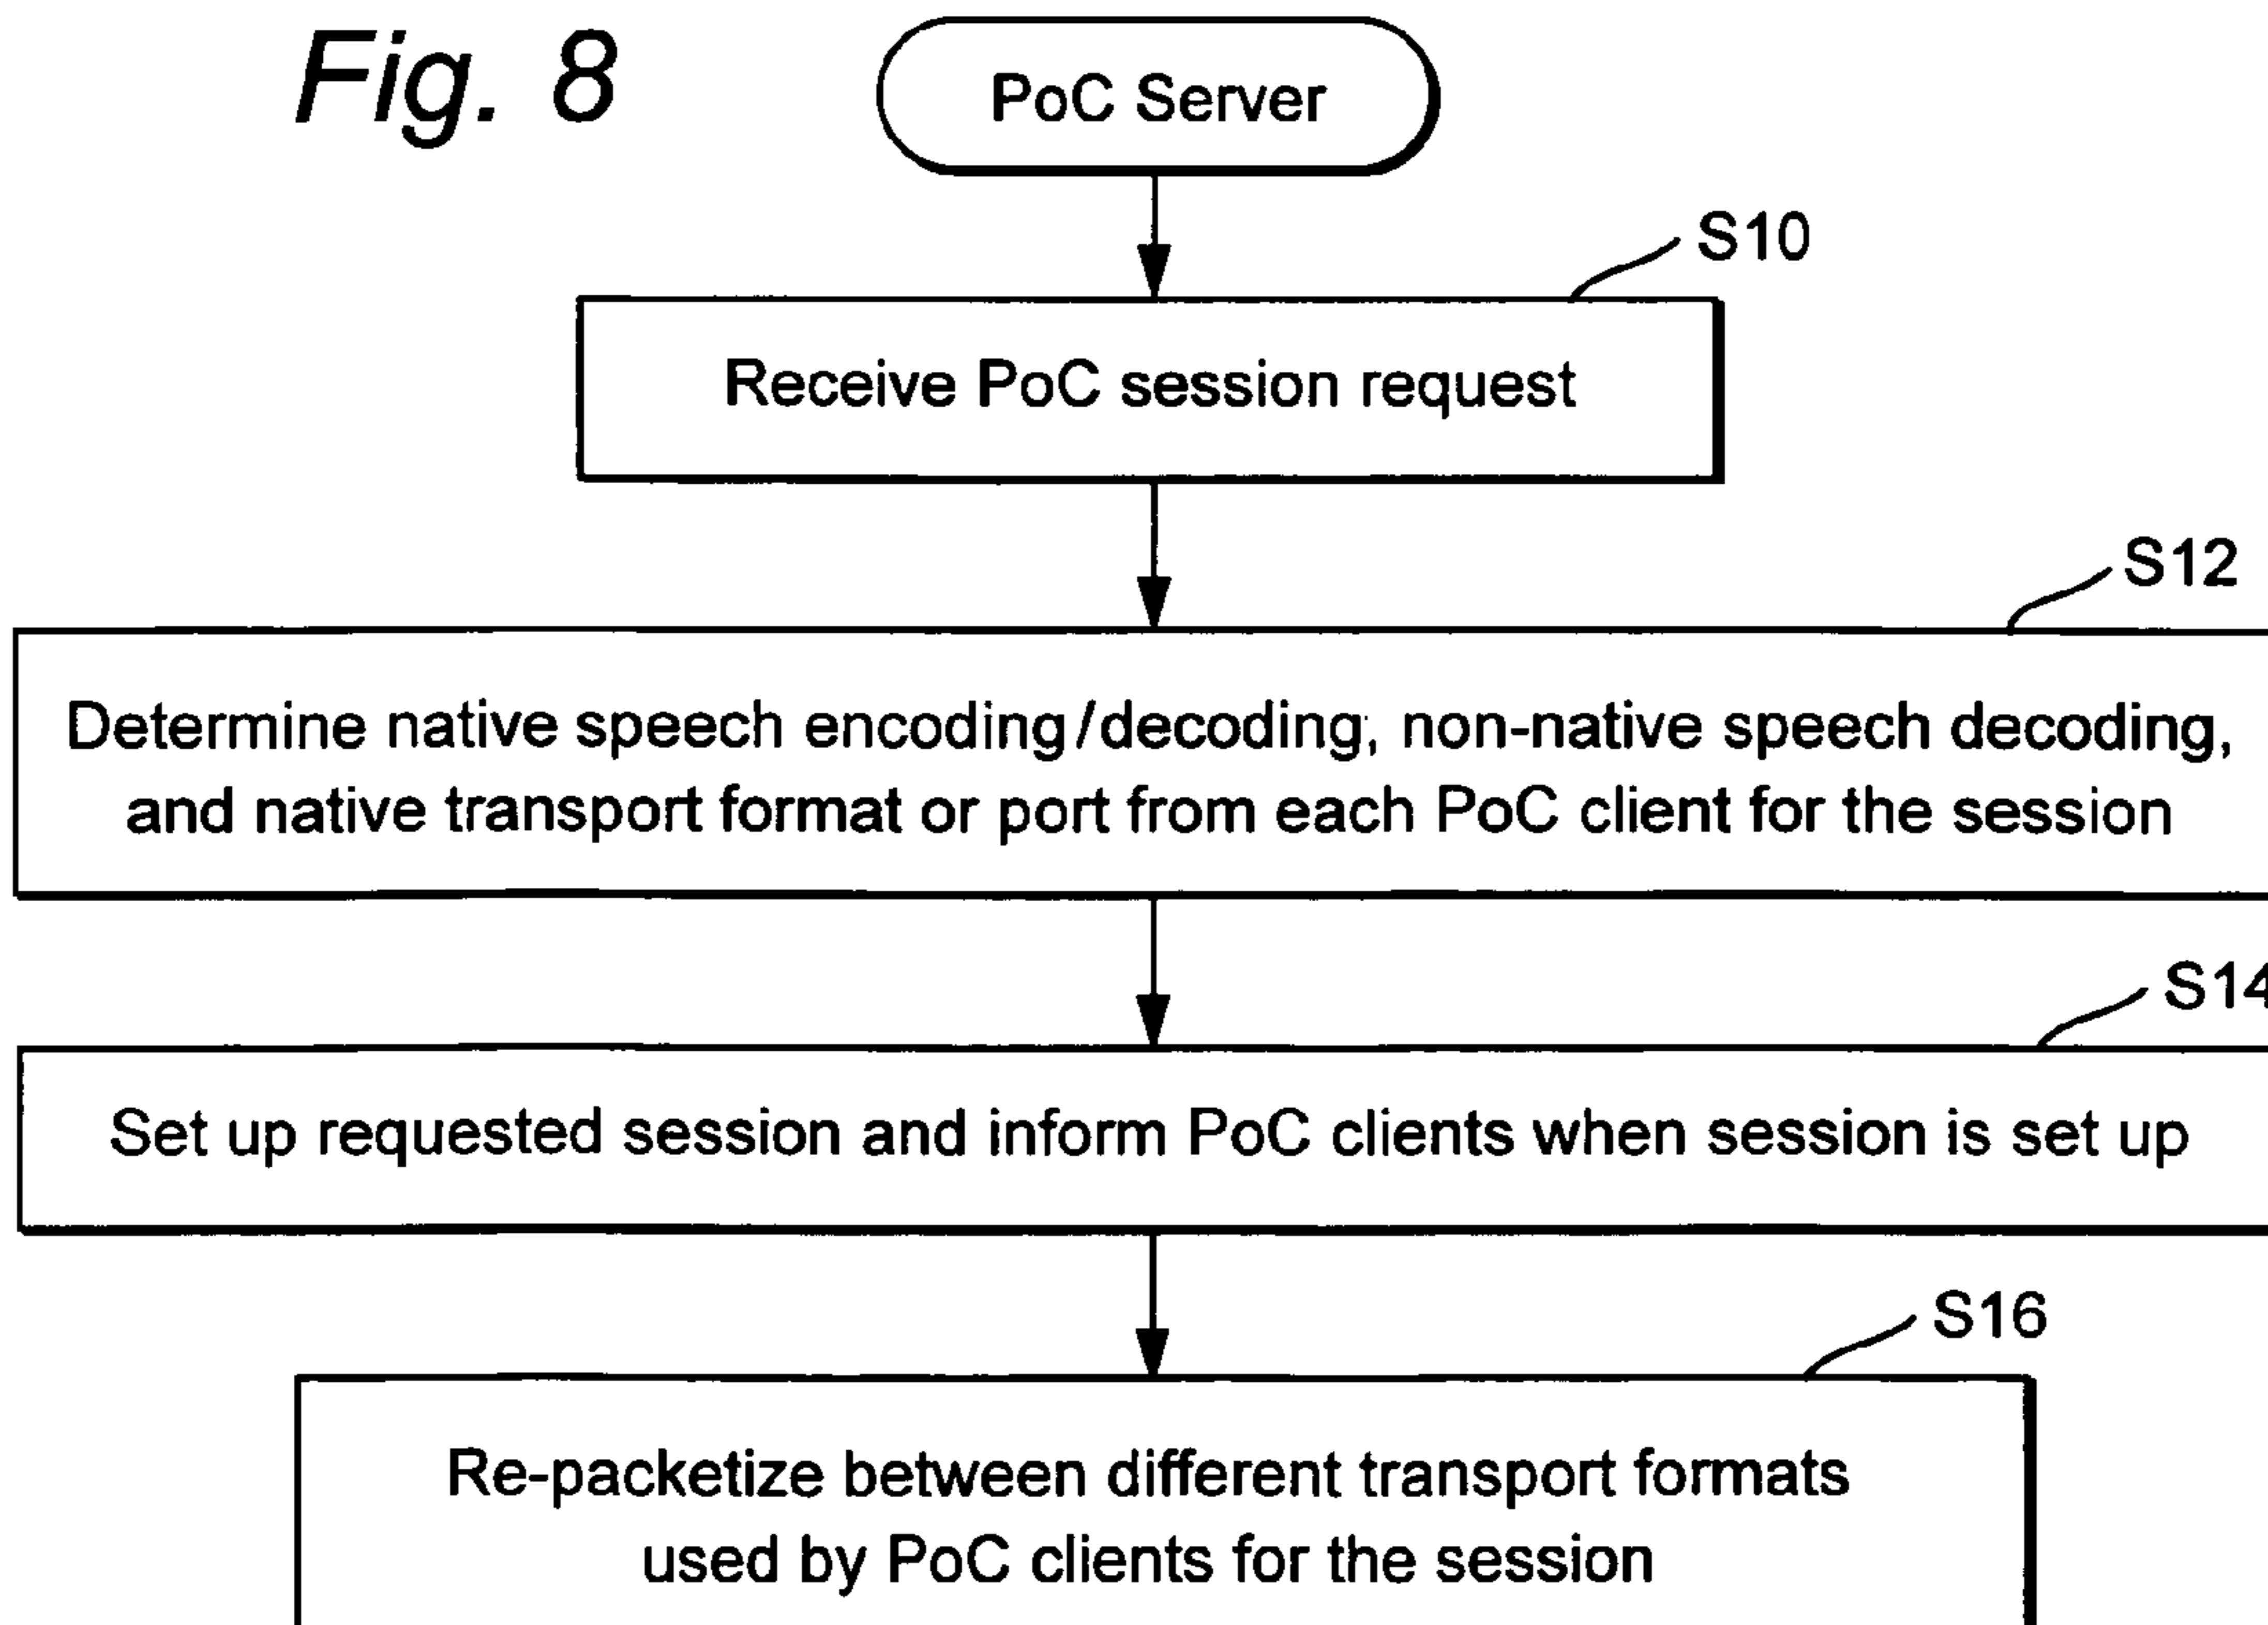 Fig. 8
PoC Server
S10
Receive PoC session request
S12
Determine native speech encoding/decoding, non-native speech decoding,
and native transport format or port from each PoC client for the session
S14
Set up requested session and inform PoC clients when session is set up
S16
Re-packetize between different transport formats
used by PoC clients for the session